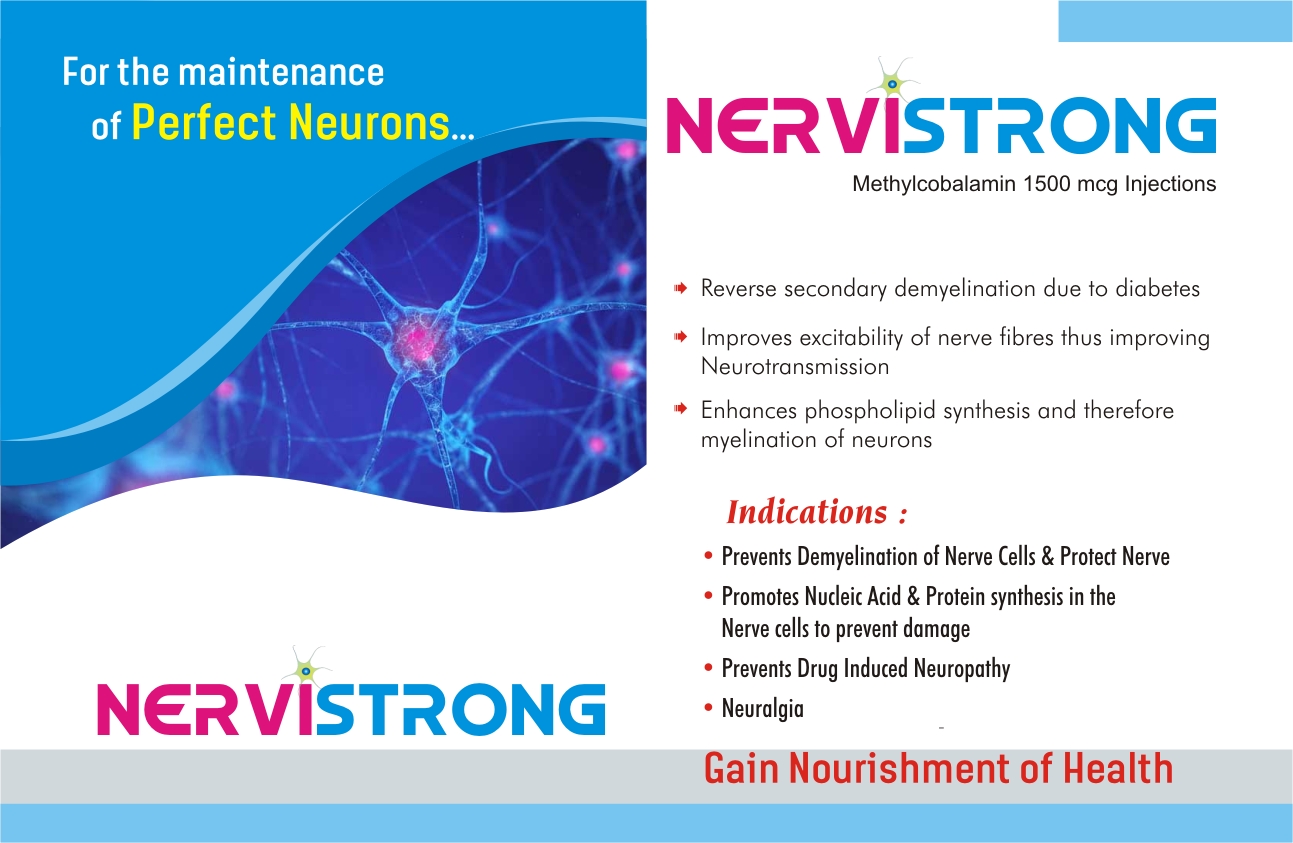 For the maintenance
of Perfect Neurons...
NERVISTRONG
NERVISTRONG
Methylcobalamin 1500 mcg Injections
Reverse secondary demyelination due to diabetes
Improves excitability of nerve fibres thus improving
Neurotransmission
Enhances phospholipid synthesis and therefore
myelination of neurons
Indications :
• Prevents Demyelination of Nerve Cells & Protect Nerve
• Promotes Nucleic Acid & Protein synthesis in the
Nerve cells to prevent damage
• Prevents Drug Induced Neuropathy
• Neuralgia
-
Gain Nourishment of Health